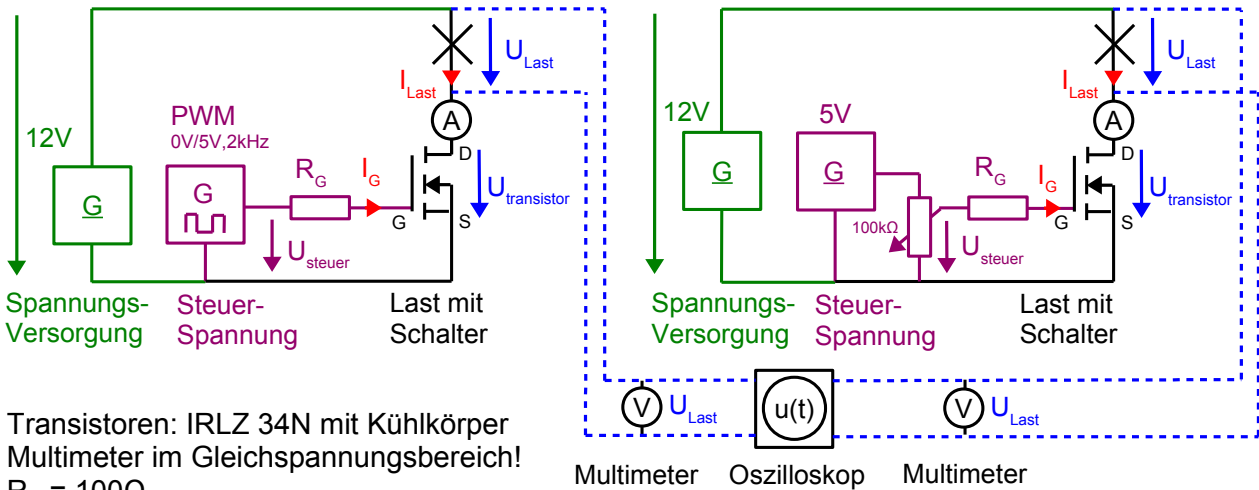 12V
G
PWM
0V/5V,2kHz
G
R_G
I_G
U_steuer
I_Last
A
U_Last
D
G
S
U_transistor
Spannungs-
Versorgung
Steuer-
Spannung
Last mit
Schalter
12V
G
5V
G
100kΩ
R_G
I_G
U_steuer
I_Last
A
U_Last
D
G
S
U_transistor
Spannungs-
Versorgung
Steuer-
Spannung
Last mit
Schalter
V
U_Last
u(t)
V
U_Last
Multimeter Oszilloskop Multimeter
Transistoren: IRLZ 34N mit Kühlkörper
Multimeter im Gleichspannungsbereich!
R = 100Ω